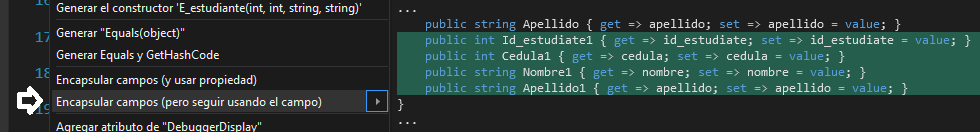 Generar el constructor 'E_estudiante(int, int, string, string)'
Generar "Equals(object)"
Generar Equals y GetHashCode
Encapsular campos (y usar propiedad)
Encapsular campos (pero seguir usando el campo)
Agregar atributo de "DebuggerDisplay"
17
18
19
...
public string Apellido { get => apellido; set => apellido = value; }
public int Id_estudiate1 { get => id_estudiate; set => id_estudiate = value; }
public int Cedula1 { get => cedula; set => cedula = value; }
public string Nombre1 { get => nombre; set => nombre = value; }
public string Apellido1 { get => apellido; set => apellido = value; }
}
...